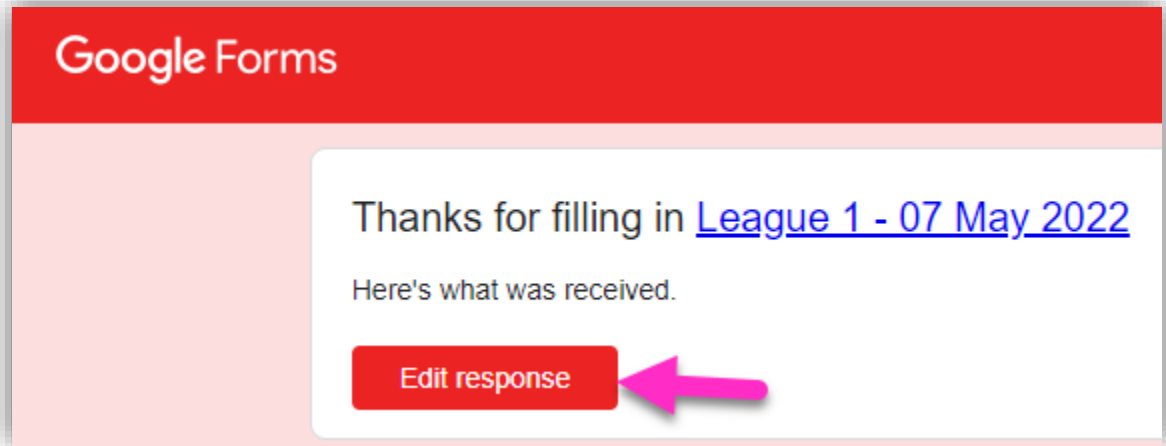 Google Forms
Thanks for filling in League 1 - 07 May 2022
Here's what was received.
Edit response